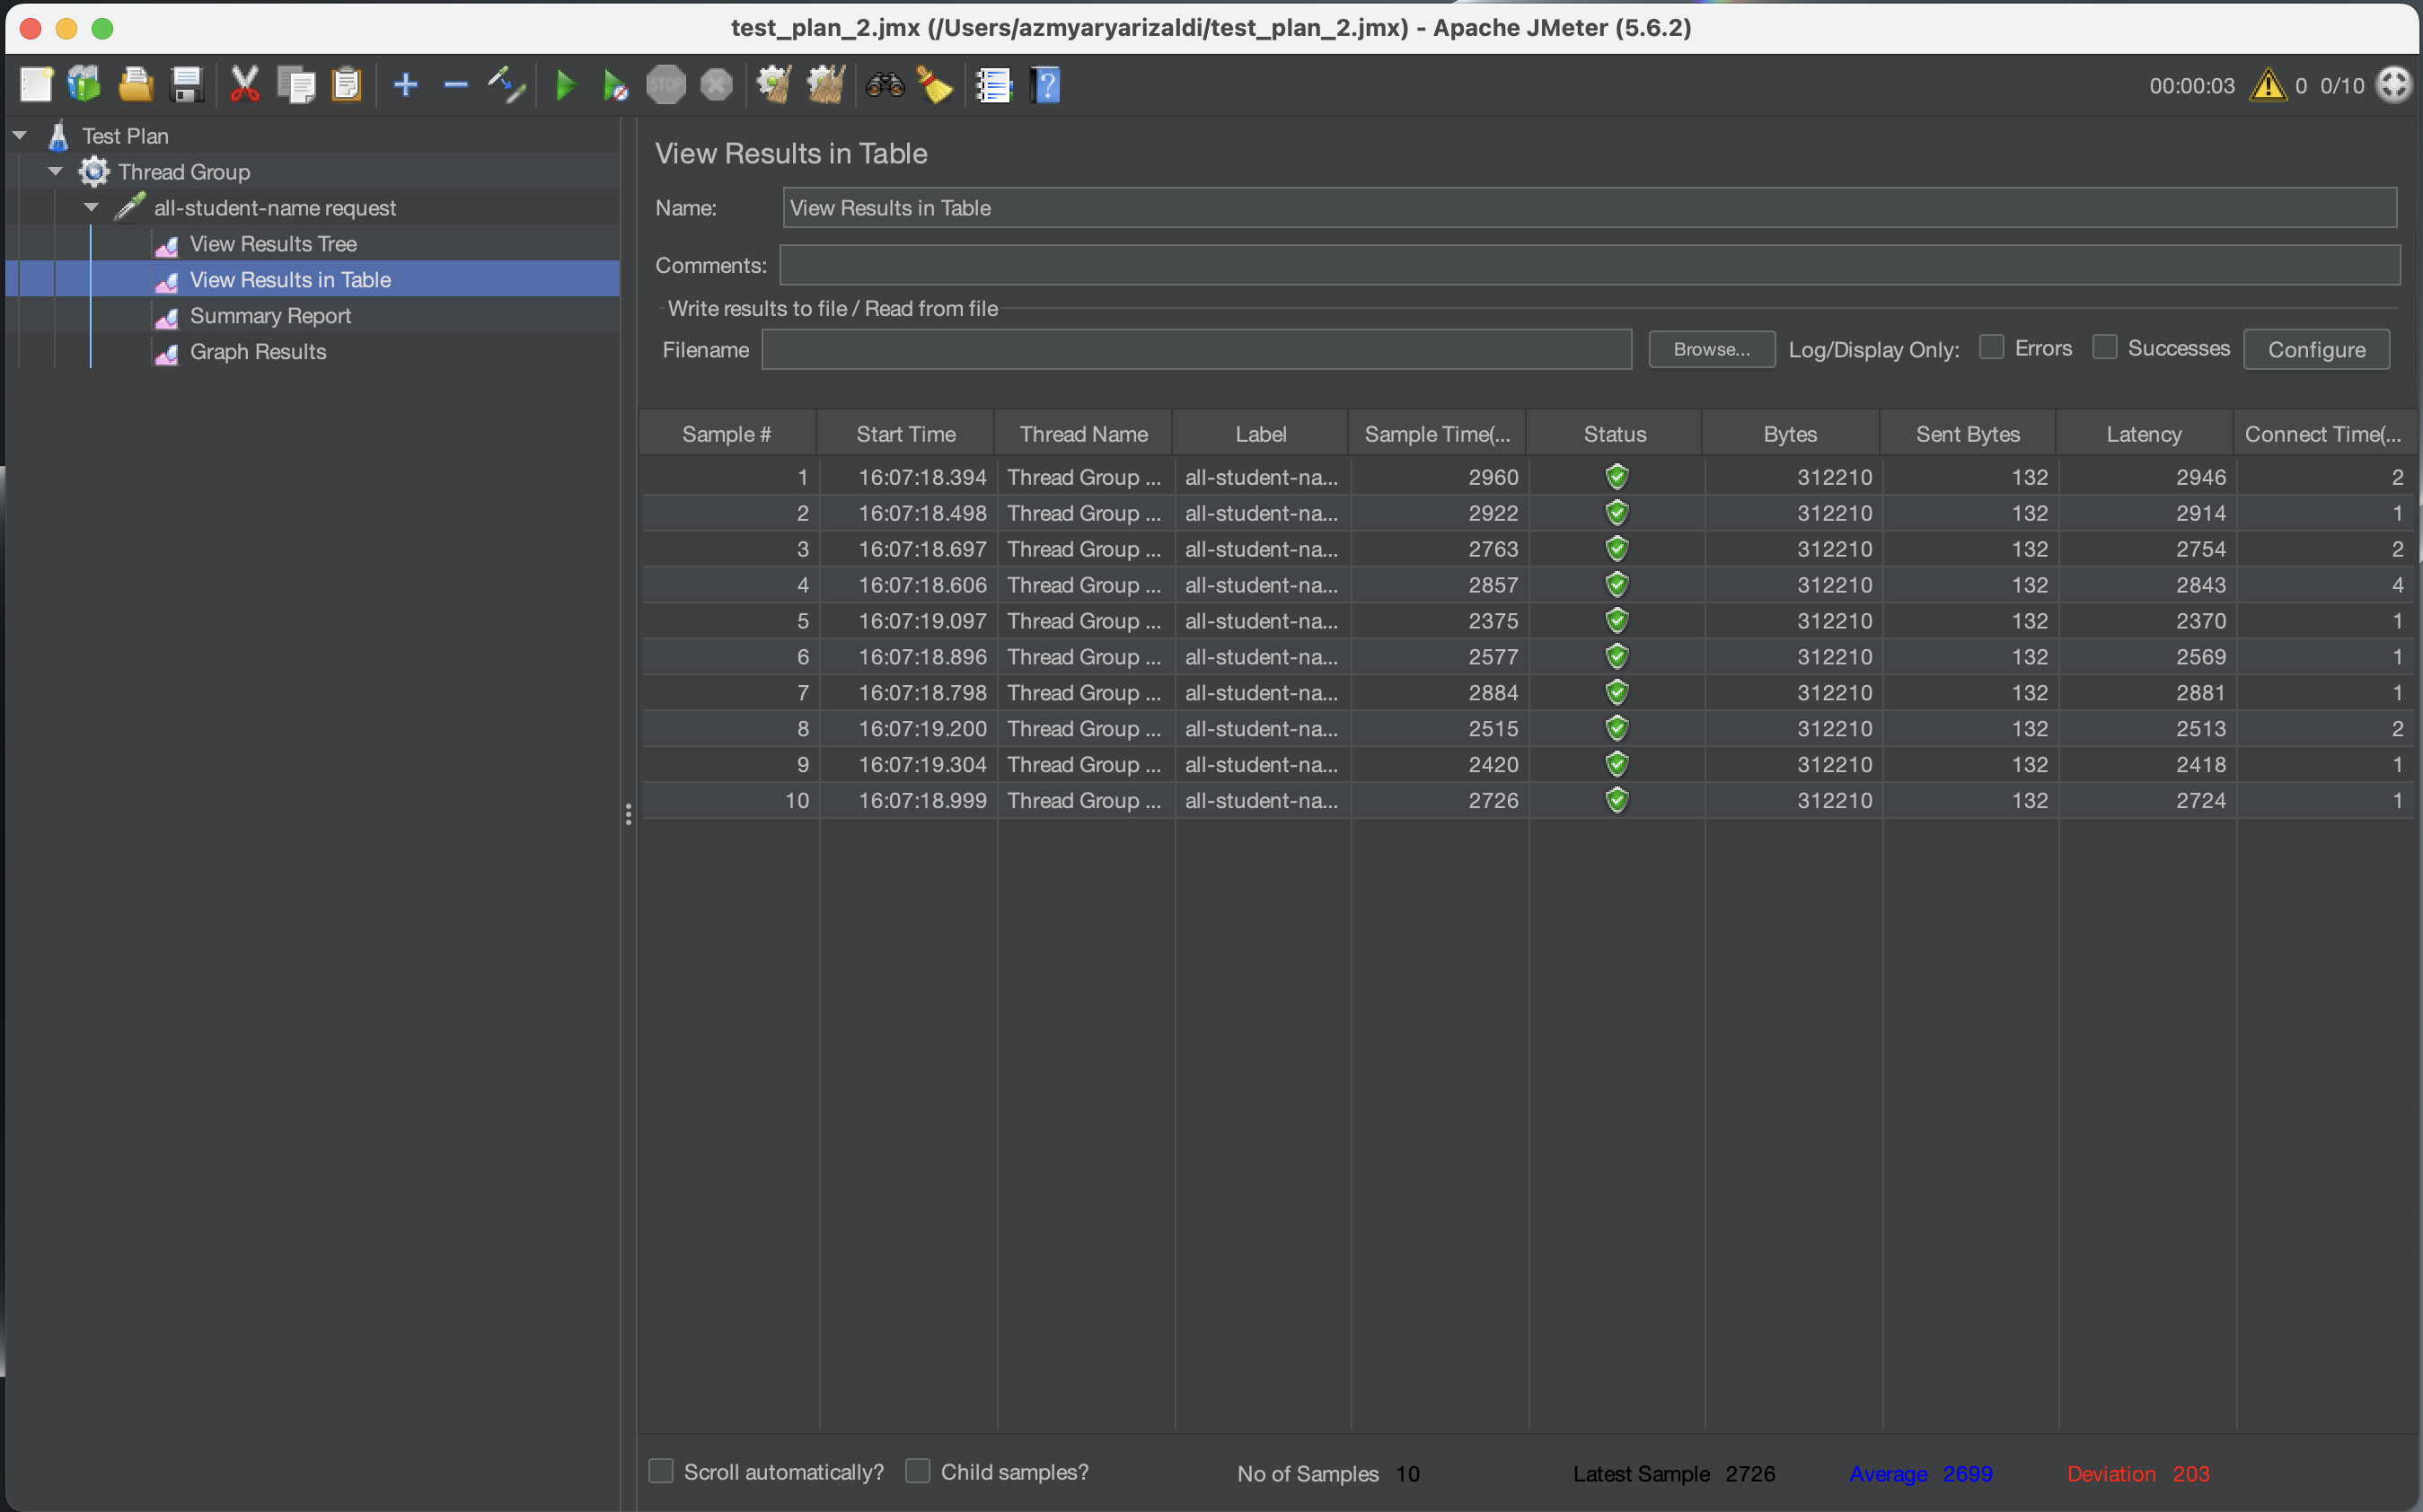 test_plan_2.jmx (/Users/azmyaryarizaldi/test_plan_2.jmx) - Apache JMeter (5.6.2)
STOP ? 00:00:03 0 0/10
Test Plan
Thread Group
all-student-name request
View Results Tree
View Results in Table
Summary Report
Graph Results
View Results in Table
Name: View Results in Table
Comments:
Write results to file / Read from file
Filename Browse... Log/Display Only: Errors Successes Configure
Sample # Start Time Thread Name Label Sample Time(... Status Bytes Sent Bytes Latency Connect Time(...
1 16:07:18.394 Thread Group ... all-student-na... 2960 312210 132 2946 2
2 16:07:18.498 Thread Group ... all-student-na... 2922 312210 132 2914 1
3 16:07:18.697 Thread Group ... all-student-na... 2763 312210 132 2754 2
4 16:07:18.606 Thread Group ... all-student-na... 2857 312210 132 2843 4
5 16:07:19.097 Thread Group ... all-student-na... 2375 312210 132 2370 1
6 16:07:18.896 Thread Group ... all-student-na... 2577 312210 132 2569 1
7 16:07:18.798 Thread Group ... all-student-na... 2884 312210 132 2881 1
8 16:07:19.200 Thread Group ... all-student-na... 2515 312210 132 2513 2
9 16:07:19.304 Thread Group ... all-student-na... 2420 312210 132 2418 1
10 16:07:18.999 Thread Group ... all-student-na... 2726 312210 132 2724 1
Scroll automatically? Child samples? No of Samples 10 Latest Sample 2726 Average 2699 Deviation 203